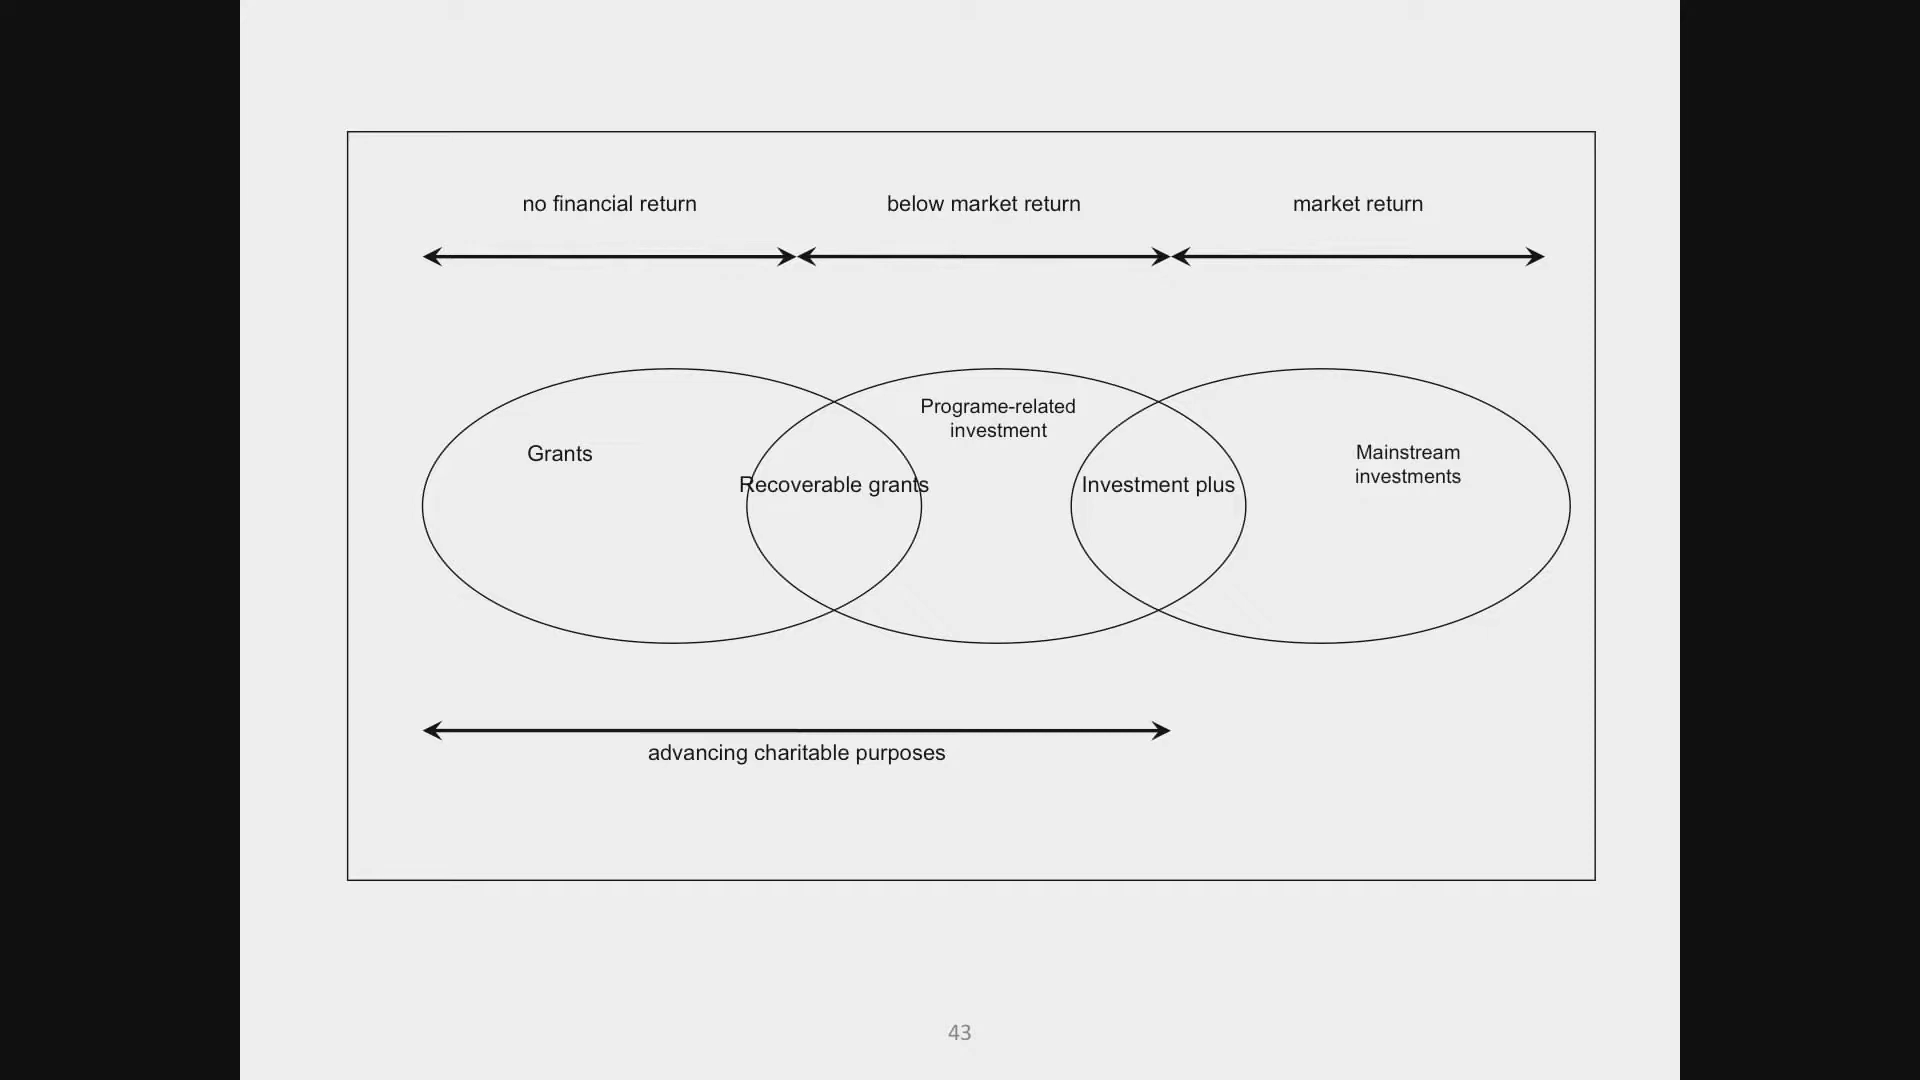 no financial return
below market return
market return
Programe-related
investment
Grants
Recoverable grants
Investment plus
Mainstream
investments
advancing charitable purposes
43